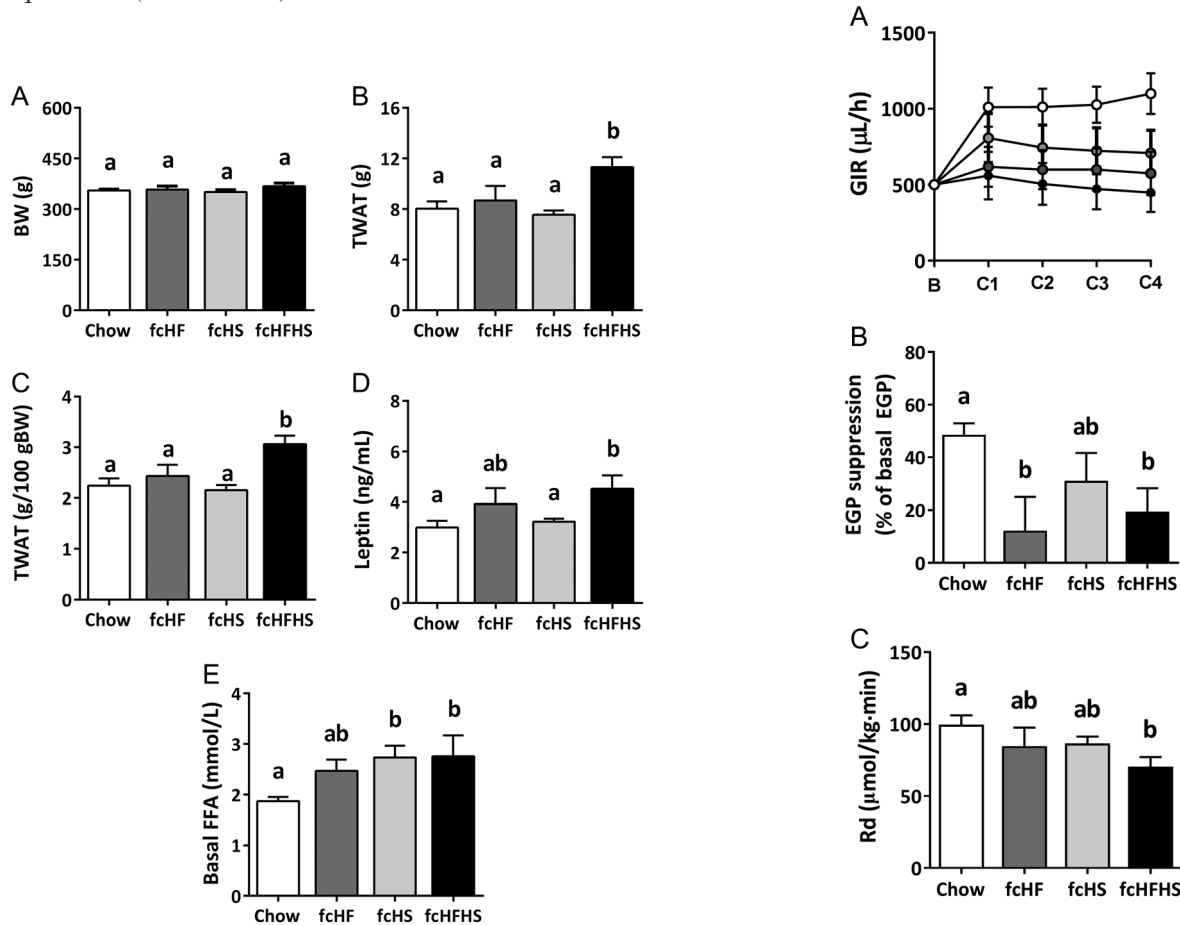 A
BW (g)
600
450
300
150
0
a a a a
Chow fcHF fcHS fcHFHS
B
TWAT (g)
16
12
8
4
0
a a a b
Chow fcHF fcHS fcHFHS
C
TWAT (g/100 gBW)
4
3
2
1
0
a a a b
Chow fcHF fcHS fcHFHS
D
Leptin (ng/mL)
8
6
4
2
0
a ab a b
Chow fcHF fcHS fcHFHS
E
Basal FFA (mmol/L)
4
3
2
1
0
a ab b b
Chow fcHF fcHS fcHFHS
A
GIR (μL/h)
1500
1000
500
0
B C1 C2 C3 C4
B
EGP suppression
(% of basal EGP)
80
60
40
20
0
a b ab b
Chow fcHF fcHS fcHFHS
C
Rd (μmol/kg·min)
150
100
50
0
a ab ab b
Chow fcHF fcHS fcHFHS